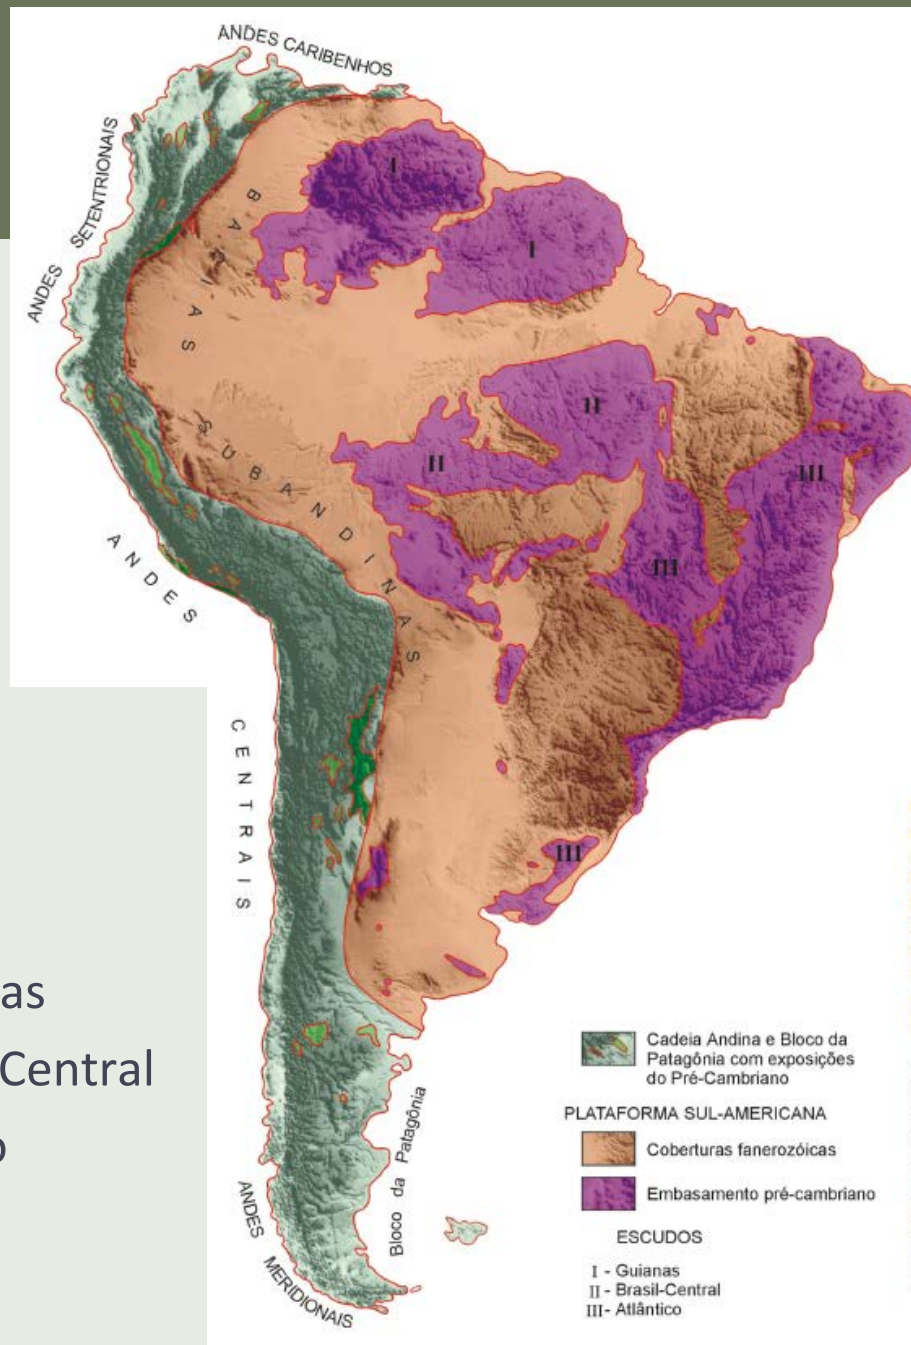 ANDES CARIBENHOS
ANDES SETENTRIONAIS
BACIAS
SUBANDINAS
ANDES
CENTRAIS
I
I
II
II
III
III
III
as
Central
o
Bloco da Patagônia
ANDES
MERIDIONAIS
Cadeia Andina e Bloco da
Patagônia com exposições
do Pré-Cambriano
PLATAFORMA SUL-AMERICANA
Coberturas fanerozóicas
Embasamento pré-cambriano
ESCUDOS
I - Guianas
II - Brasil-Central
III- Atlântico